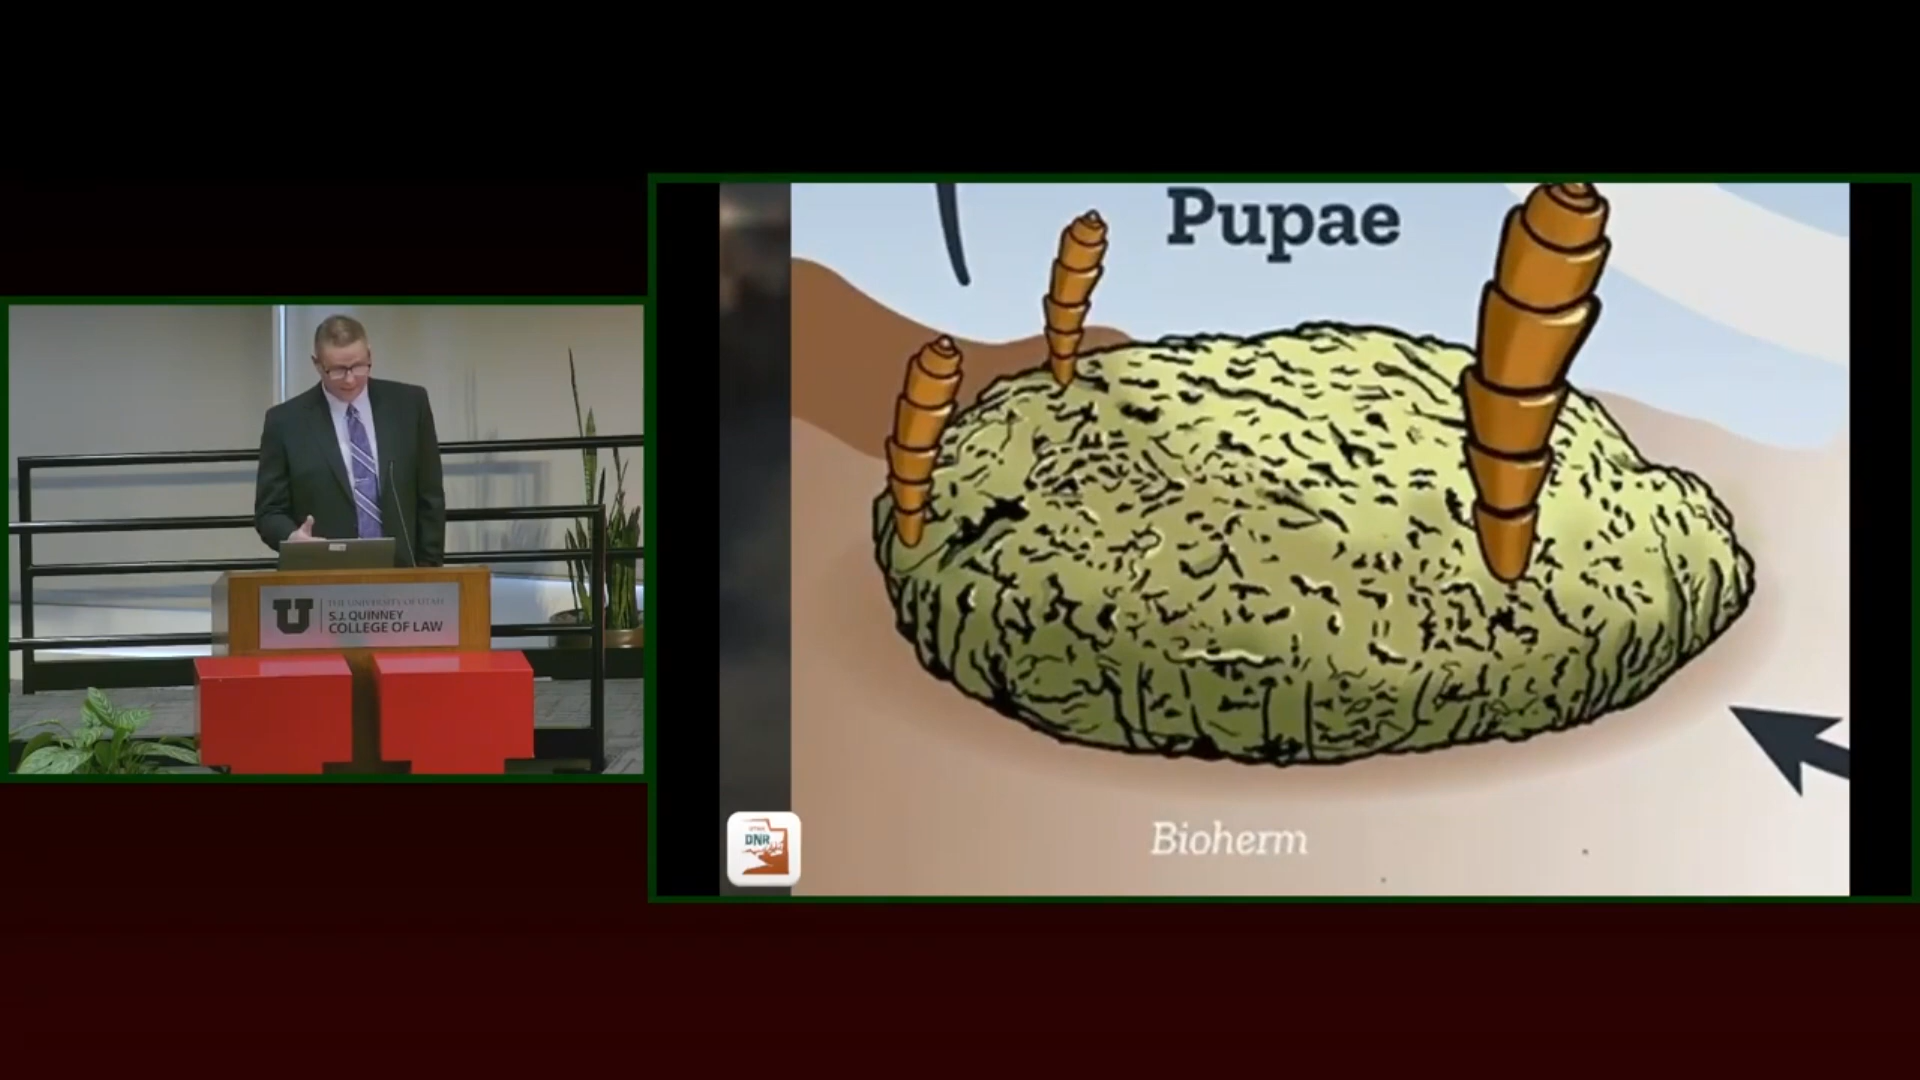 U
THE UNIVERSITY OF UTAH
S.J. QUINNEY
COLLEGE OF LAW
Pupae
DNR
Bioherm